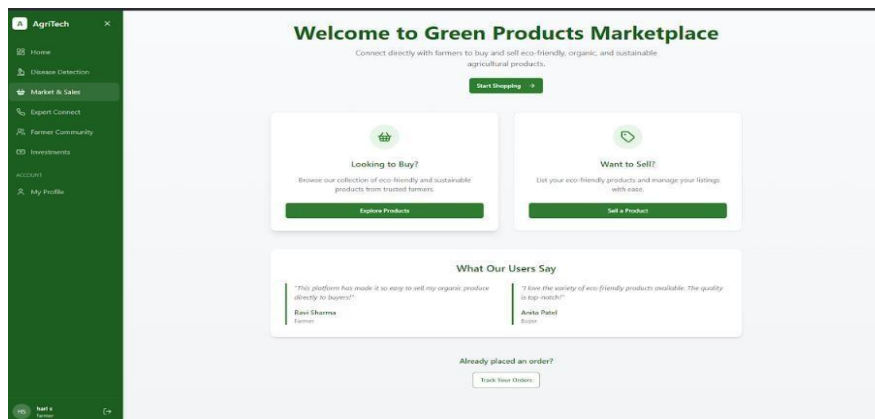 A AgriTech ×
Home
Disease Detection
Market & Sales
Expert Connect
Farmer Community
Investments
ACCOUNT
My Profile
HS hari s
Farmer
Welcome to Green Products Marketplace
Connect directly with farmers to buy and sell eco-friendly, organic, and sustainable
agricultural products.
Start Shopping →
Looking to Buy?
Browse our collection of eco-friendly and sustainable
products from trusted farmers.
Explore Products
Want to Sell?
List your eco-friendly products and manage your listings
with ease.
Sell a Product
What Our Users Say
"This platform has made it so easy to sell my organic produce
directly to buyers!"
Ravi Sharma
Farmer
"I love the variety of eco-friendly products available. The quality
is top-notch!"
Anita Patel
Buyer
Already placed an order?
Track Your Orders